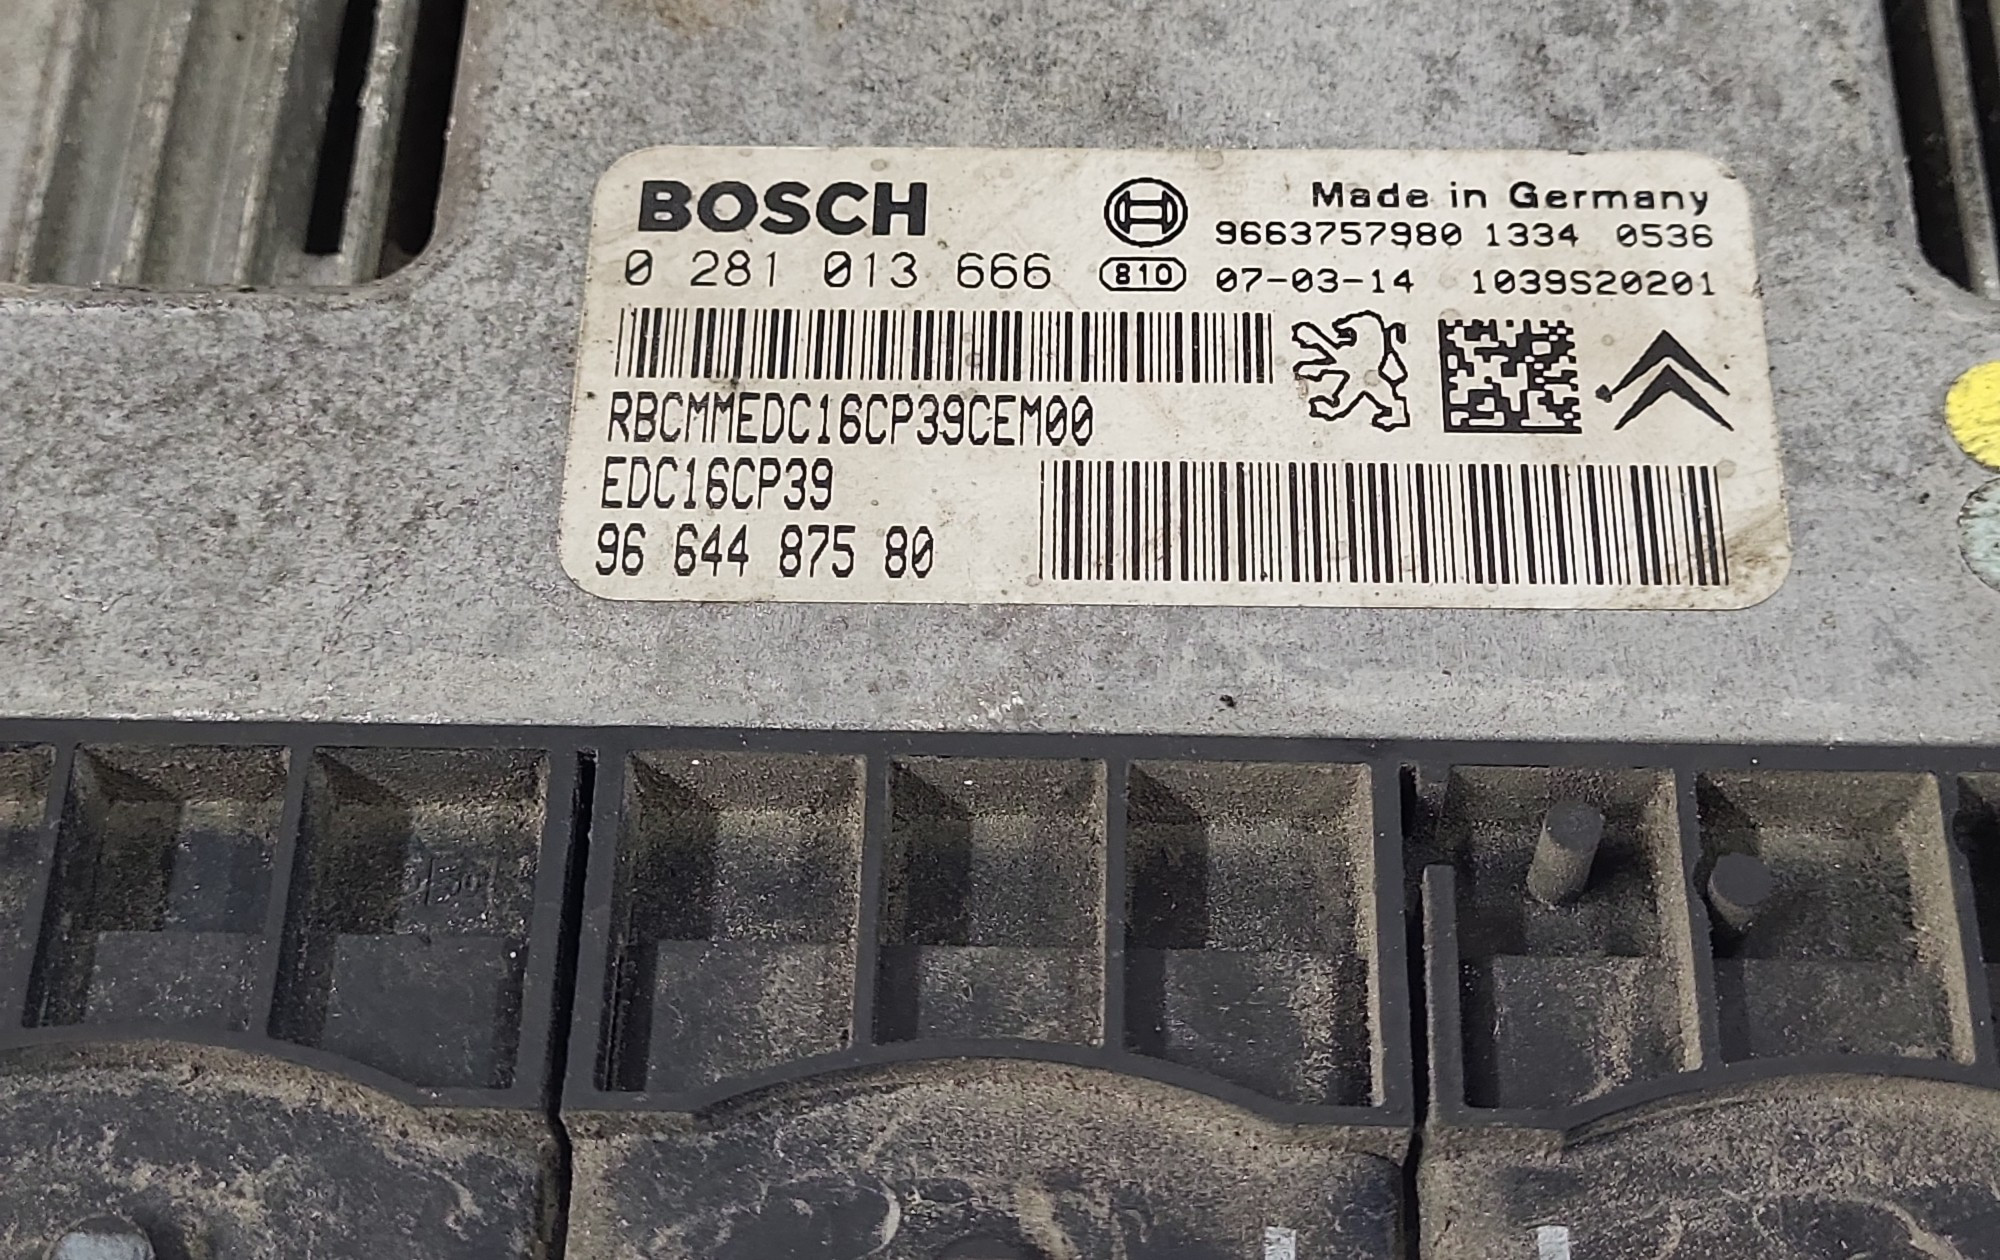 BOSCH
Made in Germany
9663757980 1334 0536
0 281 013 666
810
07-03-14 1039S20201
RBCMMEDC16CP39CEM00
EDC16CP39
96 644 875 80